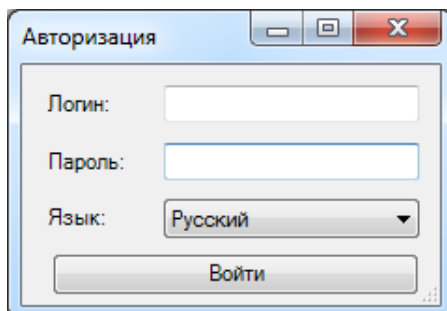 Авторизация
Логин:
Пароль:
Язык: Русский
Войти